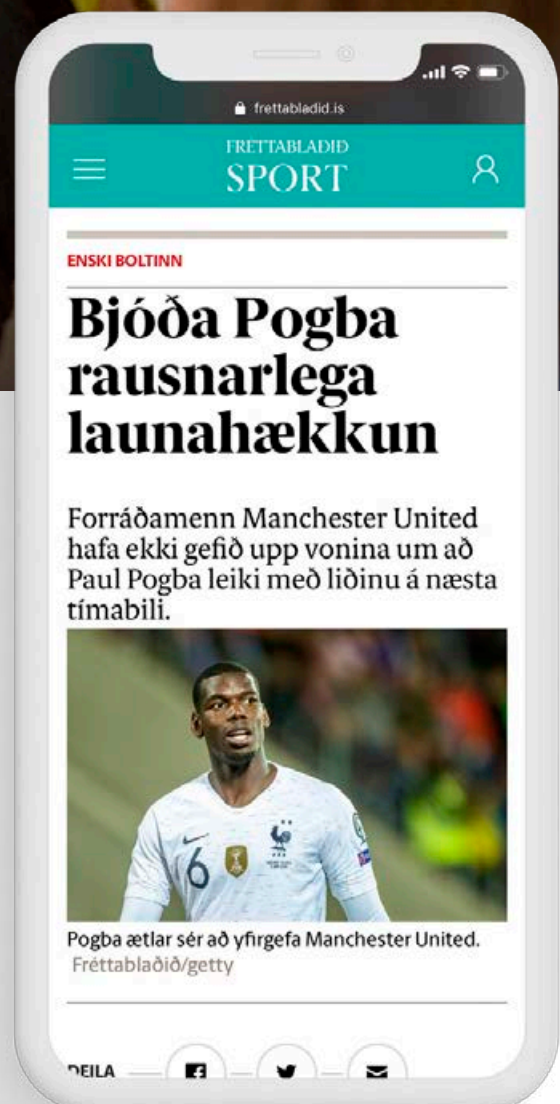 frettabladid.is
FRÉTTABLAÐIÐ
SPORT
ENSKI BOLTINN
Bjóða Pogba
rausnarlega
launahækkun
Forráðamenn Manchester United
hafa ekki gefið upp vonina um að
Paul Pogba leiki með liðinu á næsta
tímabili.
6
Pogba ætlar sér að yfirgefa Manchester United.
Fréttablaðið/getty
DEILA